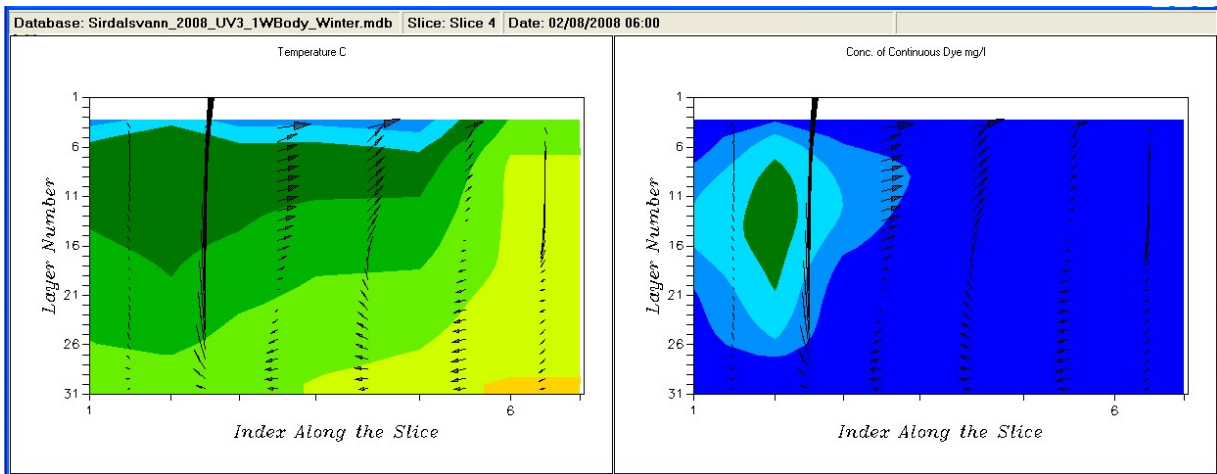 Database: Sirdalsvann_2008_UV3_1WBody_Winter.mdb Slice: Slice 4 Date: 02/08/2008 06:00
Temperature C
1
6
11
16
21
26
31
Layer Number
1 6
Index Along the Slice
Conc. of Continuous Dye mg/l
1
6
11
16
21
26
31
Layer Number
1 6
Index Along the Slice